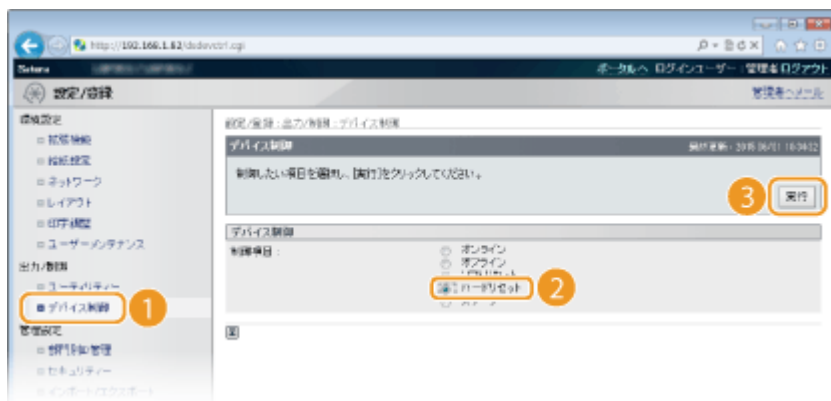 http://192.168.1.82/
Satera
ポータルへ ログインユーザー: 管理者 ログアウト
設定/登録
管理者へメール
環境設定
拡張機能
給紙設定
ネットワーク
レイアウト
印字調整
ユーザーメンテナンス
出力/制御
ユーティリティー
デバイス制御
1
管理設定
部門別ID管理
セキュリティー
インポート/エクスポート
設定/登録 : 出力/制御 : デバイス制御
デバイス制御
制御したい項目を選択し、[実行]をクリックしてください。
3
実行
デバイス制御
制御項目 :
オンライン
オフライン
ハードリセット
2